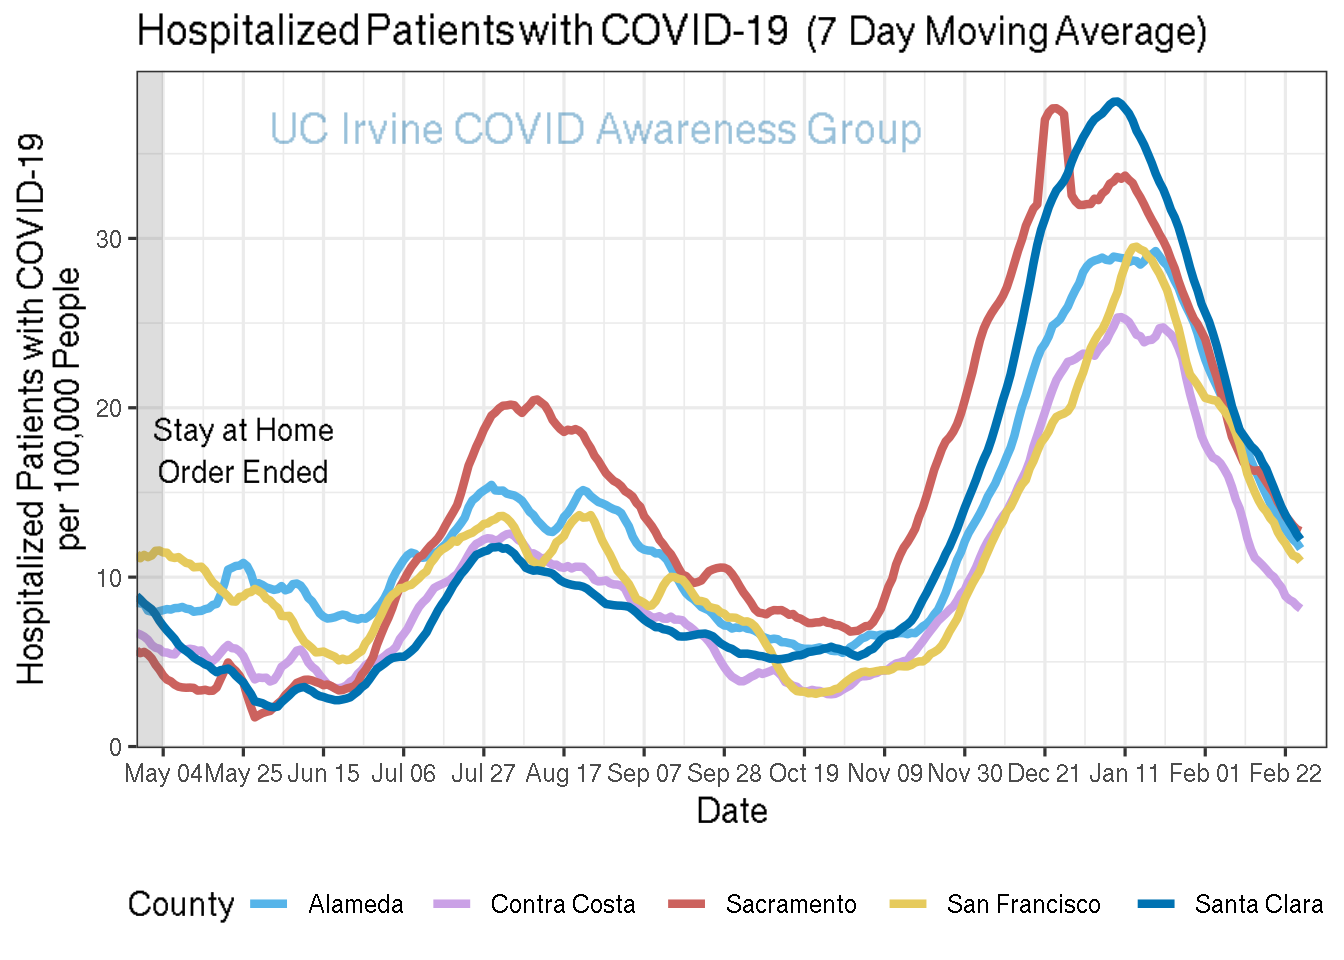 Hospitalized Patients with COVID-19 (7 Day Moving Average)
UC Irvine COVID Awareness Group
Hospitalized Patients with COVID-19
per 100,000 People
30
20
10
0
Stay at Home
Order Ended
May 04 May 25 Jun 15 Jul 06 Jul 27 Aug 17 Sep 07 Sep 28 Oct 19 Nov 09 Nov 30 Dec 21 Jan 11 Feb 01 Feb 22
Date
County Alameda Contra Costa Sacramento San Francisco Santa Clara